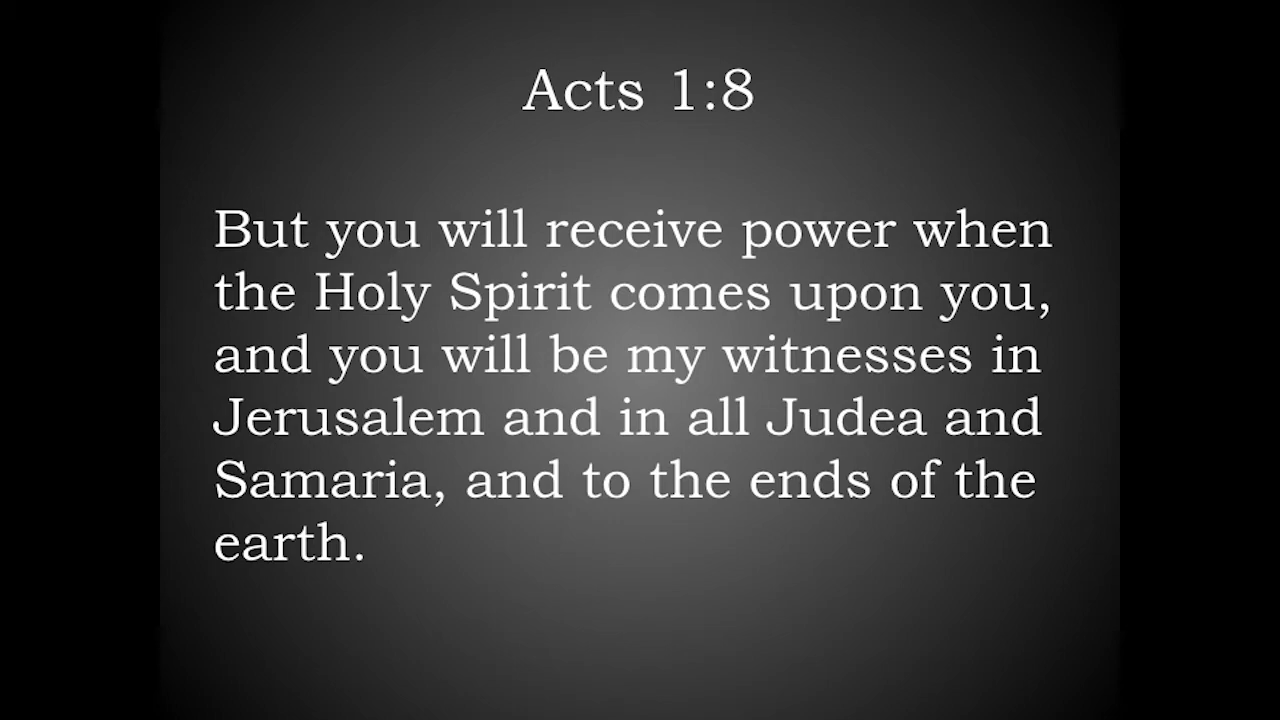 Acts 1:8
But you will receive power when
the Holy Spirit comes upon you,
and you will be my witnesses in
Jerusalem and in all Judea and
Samaria, and to the ends of the
earth.